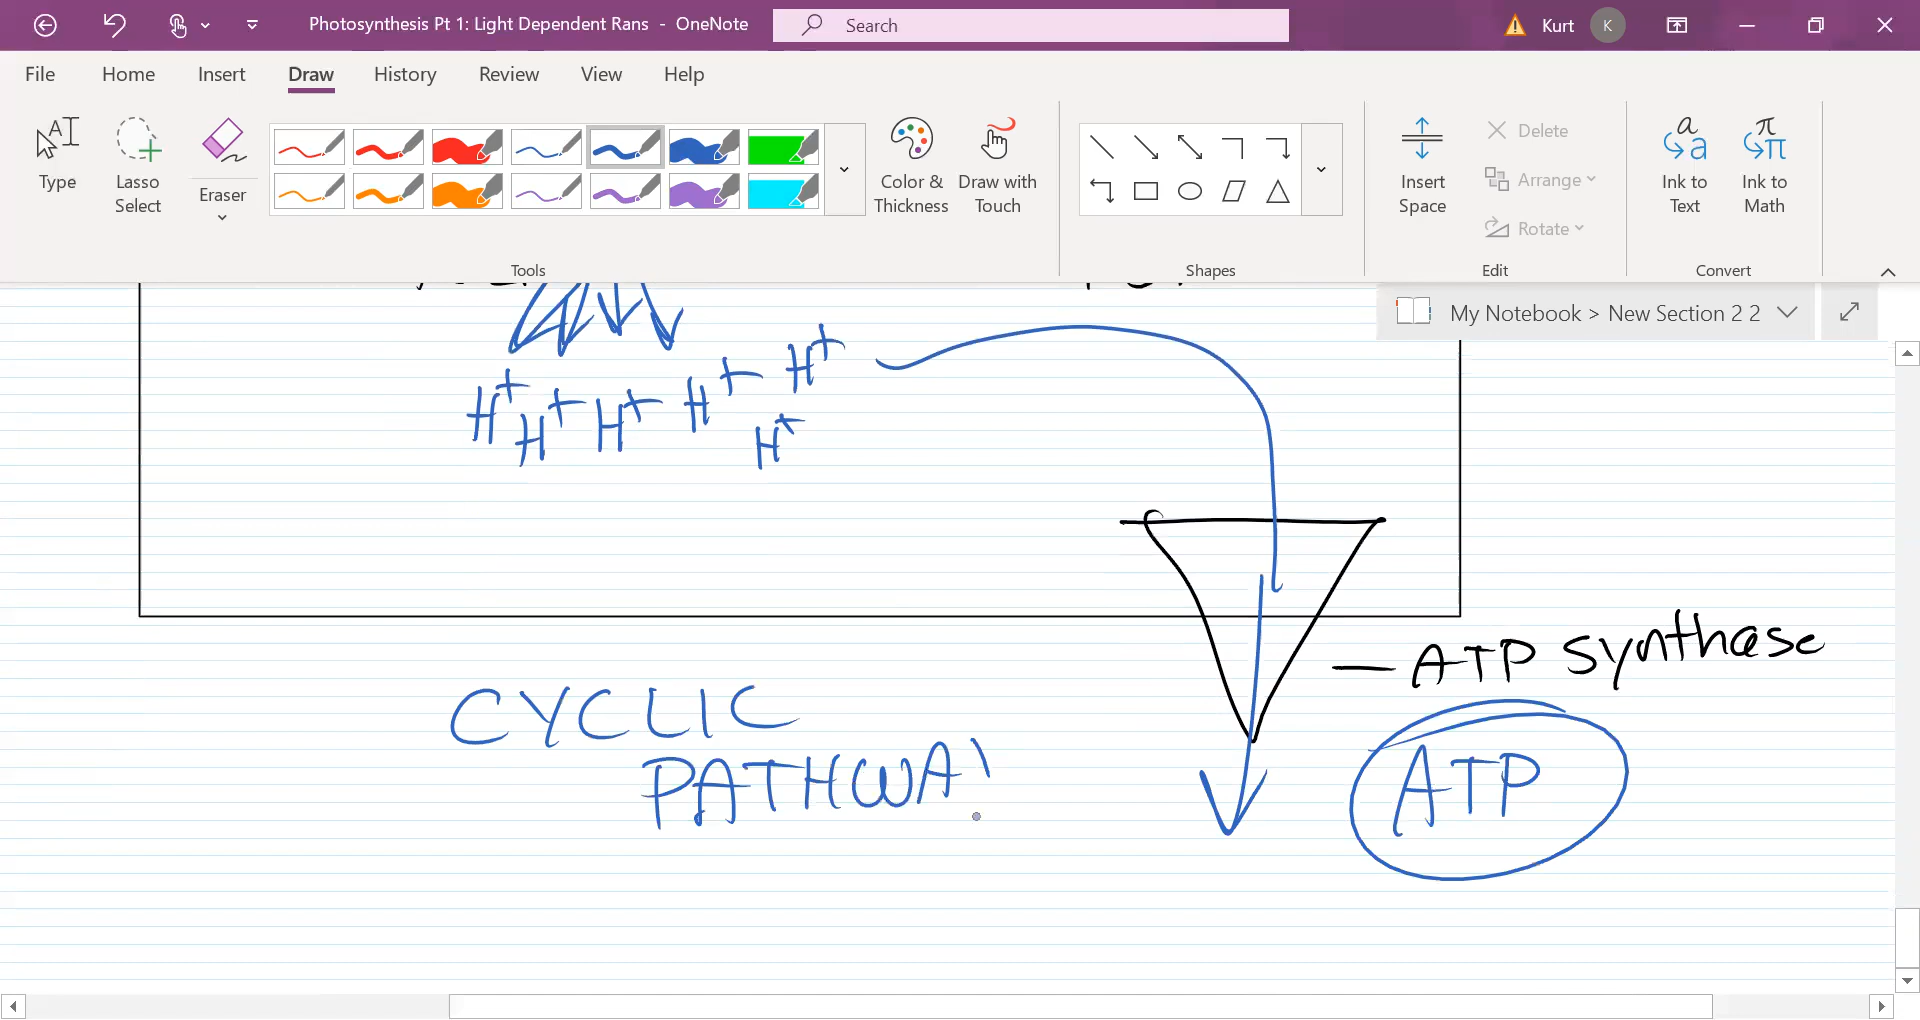 Photosynthesis Pt 1: Light Dependent Rans - OneNote
Search
Kurt
K
File Home Insert Draw History Review View Help
Type
Lasso Select
Eraser
Color & Thickness
Draw with Touch
Insert Space
Delete
Arrange
Rotate
Ink to Text
Ink to Math
Tools
Shapes
Edit
Convert
My Notebook > New Section 2 2
H+ H+ H+ H+ H+
H+
ATP synthase
CYCLIC
ATP